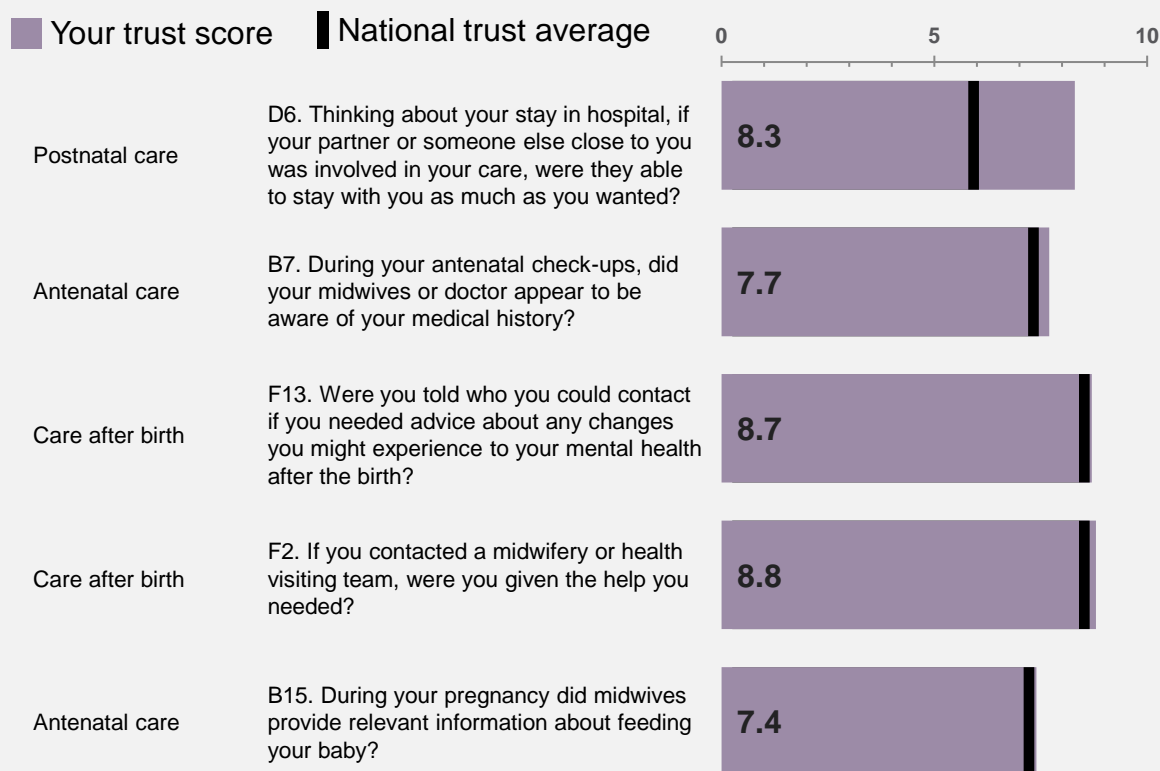 Your trust score National trust average
0 5 10
Postnatal care
D6. Thinking about your stay in hospital, if
your partner or someone else close to you
was involved in your care, were they able
to stay with you as much as you wanted?
8.3
Antenatal care
B7. During your antenatal check-ups, did
your midwives or doctor appear to be
aware of your medical history?
7.7
Care after birth
F13. Were you told who you could contact
if you needed advice about any changes
you might experience to your mental health
after the birth?
8.7
Care after birth
F2. If you contacted a midwifery or health
visiting team, were you given the help you
needed?
8.8
Antenatal care
B15. During your pregnancy did midwives
provide relevant information about feeding
your baby?
7.4